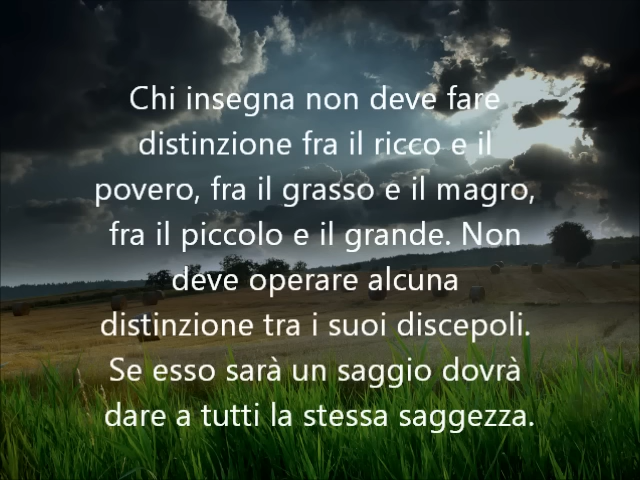 Chi insegna non deve fare
distinzione fra il ricco e il
povero, fra il grasso e il magro,
fra il piccolo e il grande. Non
deve operare alcuna
distinzione tra i suoi discepoli.
Se esso sarà un saggio dovrà
dare a tutti la stessa saggezza.